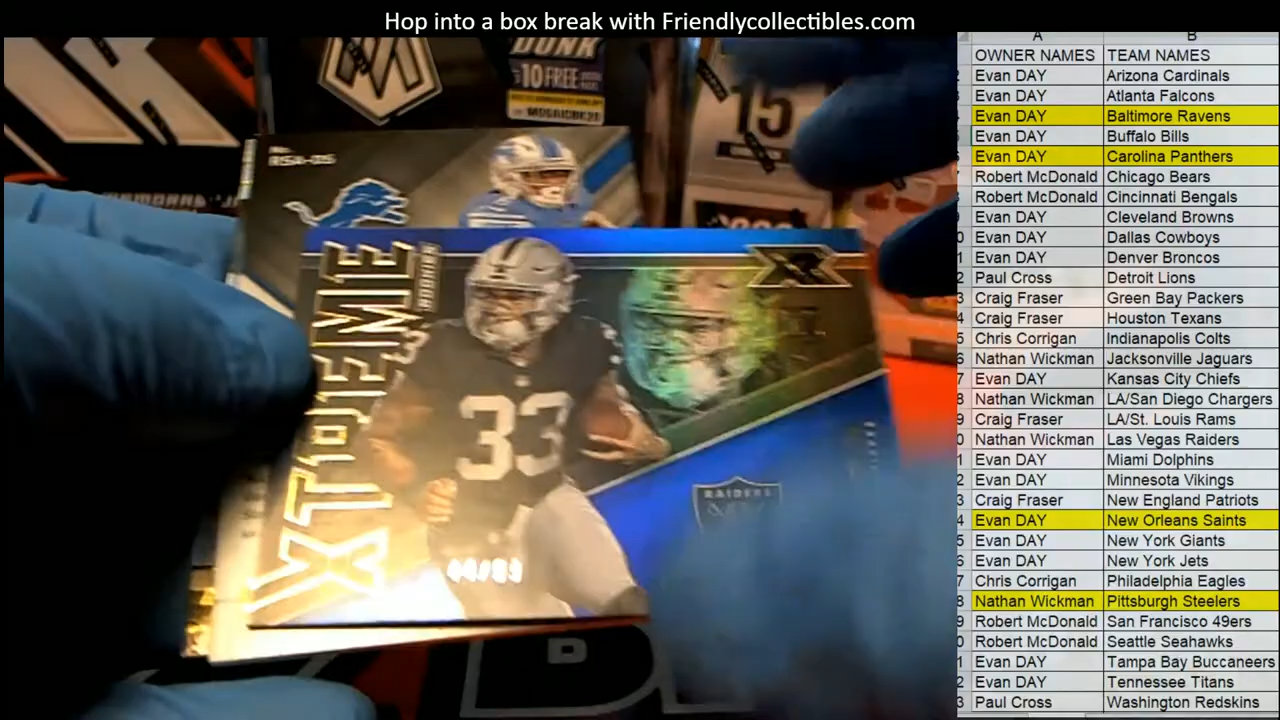 Hop into a box break with Friendlycollectibles.com
DUNK
10 FREE
15
No.
RSA-DS
XTREME
XR
33
RAIDERS
A
B
OWNER NAMES TEAM NAMES
Evan DAY Arizona Cardinals
Evan DAY Atlanta Falcons
Evan DAY Baltimore Ravens
Evan DAY Buffalo Bills
Evan DAY Carolina Panthers
Robert McDonald Chicago Bears
Robert McDonald Cincinnati Bengals
Evan DAY Cleveland Browns
Evan DAY Dallas Cowboys
Evan DAY Denver Broncos
Paul Cross Detroit Lions
Craig Fraser Green Bay Packers
Craig Fraser Houston Texans
Chris Corrigan Indianapolis Colts
Nathan Wickman Jacksonville Jaguars
Evan DAY Kansas City Chiefs
Nathan Wickman LA/San Diego Chargers
Craig Fraser LA/St. Louis Rams
Nathan Wickman Las Vegas Raiders
Evan DAY Miami Dolphins
Evan DAY Minnesota Vikings
Craig Fraser New England Patriots
Evan DAY New Orleans Saints
Evan DAY New York Giants
Evan DAY New York Jets
Chris Corrigan Philadelphia Eagles
Nathan Wickman Pittsburgh Steelers
Robert McDonald San Francisco 49ers
Robert McDonald Seattle Seahawks
Evan DAY Tampa Bay Buccaneers
Evan DAY Tennessee Titans
Paul Cross Washington Redskins